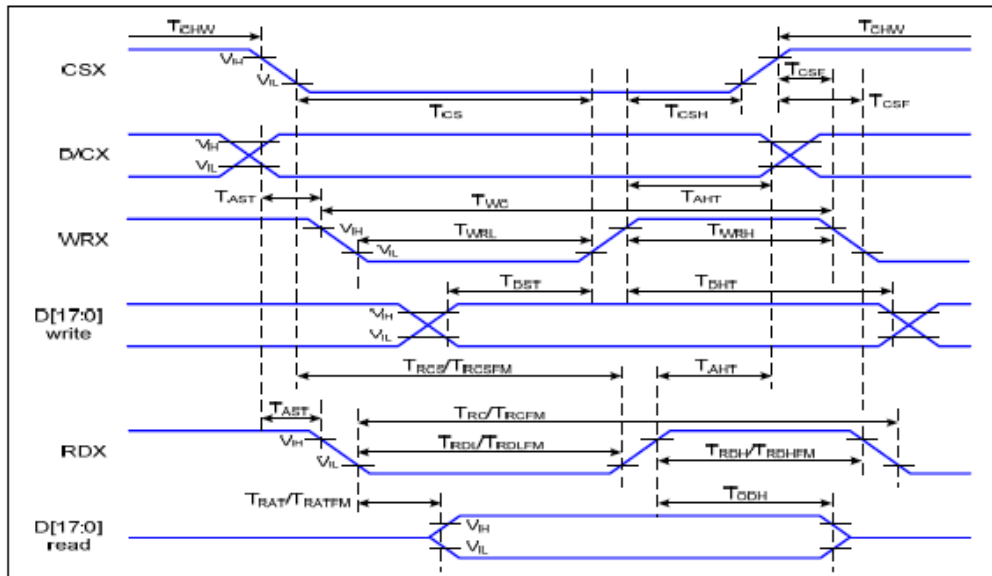 TCHW TCHW
CSX VIH VIL TCSF
TCS TCSH TCSF
D/CX VIH VIL
TAST TWC TAHT
WRX VIH VIL TWRL TWRH
TDST TDHT
D[17:0] write VIH VIL
TRCS/TRCSFM TAHT
TAST TRC/TRCFM
RDX VIH VIL TRDL/TRDLFM TRDH/TRDHFM
TRAT/TRATFM TODH
D[17:0] read VIH VIL